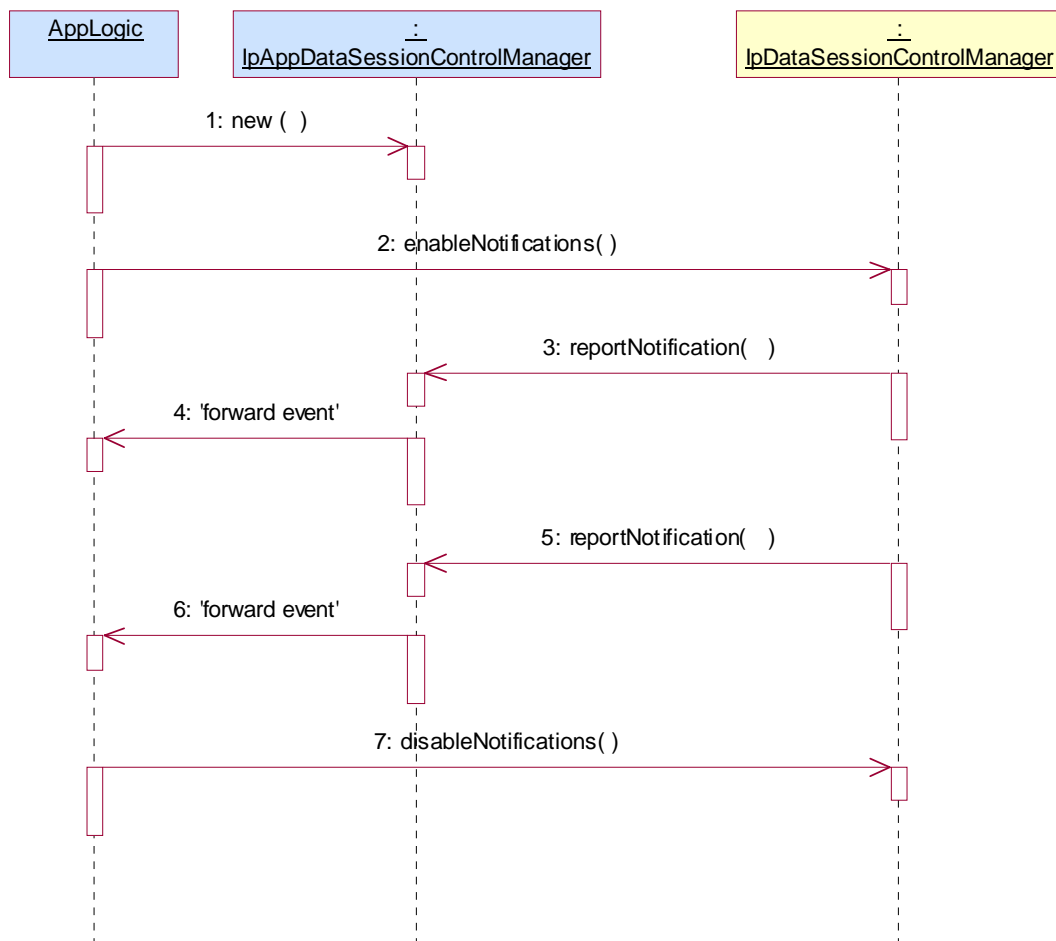 AppLogic
:
IpAppDataSessionControlManager
:
IpDataSessionControlManager
1: new ( )
2: enableNotifications( )
3: reportNotification( )
4: 'forward event'
5: reportNotification( )
6: 'forward event'
7: disableNotifications( )